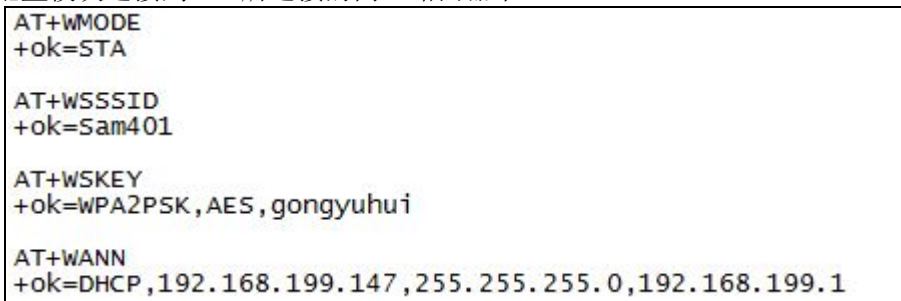 AT+WMODE
+ok=STA
AT+WSSSID
+ok=Sam401
AT+WSKEY
+ok=WPA2PSK,AES,gongyuhui
AT+WANN
+ok=DHCP,192.168.199.147,255.255.255.0,192.168.199.1